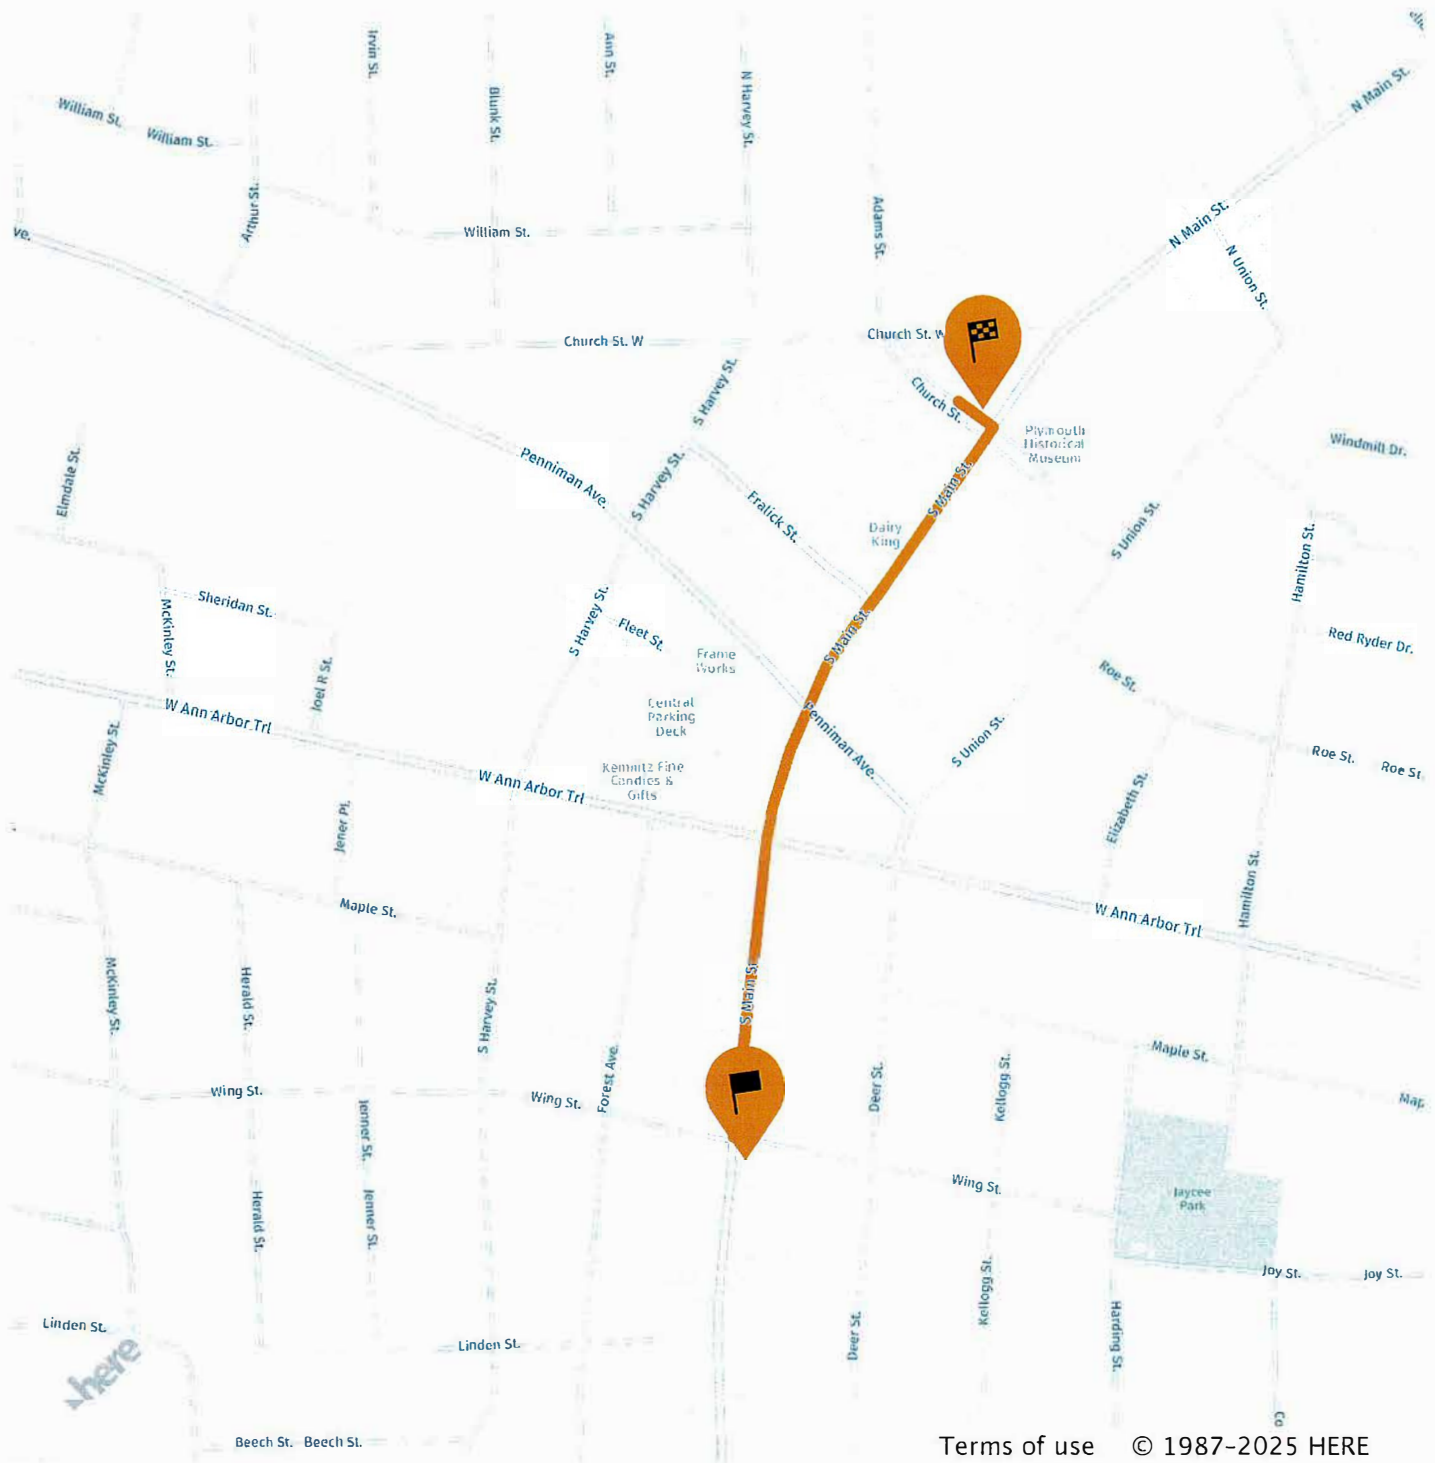 Irvin St.
Ann St.
Blunk St.
N Harvey St.
N Main St.
William St.
William St.
Arthur St.
William St.
Adams St.
N Main St.
N Union St.
ve.
Church St. W
Church St. W
S Harvey St.
Church St.
Plymouth
Historical
Museum
Windmill Dr.
Elmdale St.
Penniman Ave.
S Harvey St.
Fralick St.
S Main St.
Dairy
King
S Union St.
Hamilton St.
Sheridan St.
McKinley St.
S Harvey St.
Fleet St.
S Main St.
Frame
Works
Red Ryder Dr.
Joel R St.
Roe St.
W Ann Arbor Trl
Central
Parking
Deck
Penniman Ave.
S Union St.
Roe St.
Roe St.
McKinley St.
W Ann Arbor Trl
Kemnitz Fine
Candies &
Gifts
Jener Pl.
Elizabeth St.
Maple St.
Hamilton St.
W Ann Arbor Trl
McKinley St.
Herald St.
S Harvey St.
S Main St.
Maple St.
Wing St.
Wing St.
Forest Ave.
Deer St.
Kellogg St.
Map
Jenner St.
Wing St.
Jaycee
Park
Herald St.
Jenner St.
Joy St.
Joy St.
Kellogg St.
Linden St.
Linden St.
Deer St.
Harding St.
here
Co
Beech St.
Beech St.
Terms of use © 1987-2025 HERE